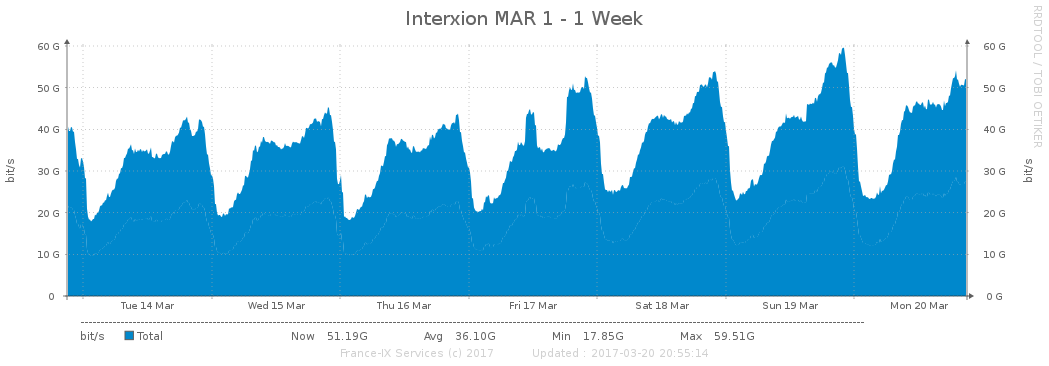 Interxion MAR 1 - 1 Week
RRDTOOL / TOBI OETIKER
60 G
60 G
50 G
50 G
40 G
40 G
30 G
30 G
20 G
20 G
10 G
10 G
0
0 G
bit/s
bit/s
Tue 14 Mar Wed 15 Mar Thu 16 Mar Fri 17 Mar Sat 18 Mar Sun 19 Mar Mon 20 Mar
bit/s Total Now 51.19G Avg 36.10G Min 17.85G Max 59.51G
France-IX Services (c) 2017 Updated : 2017-03-20 20:55:14